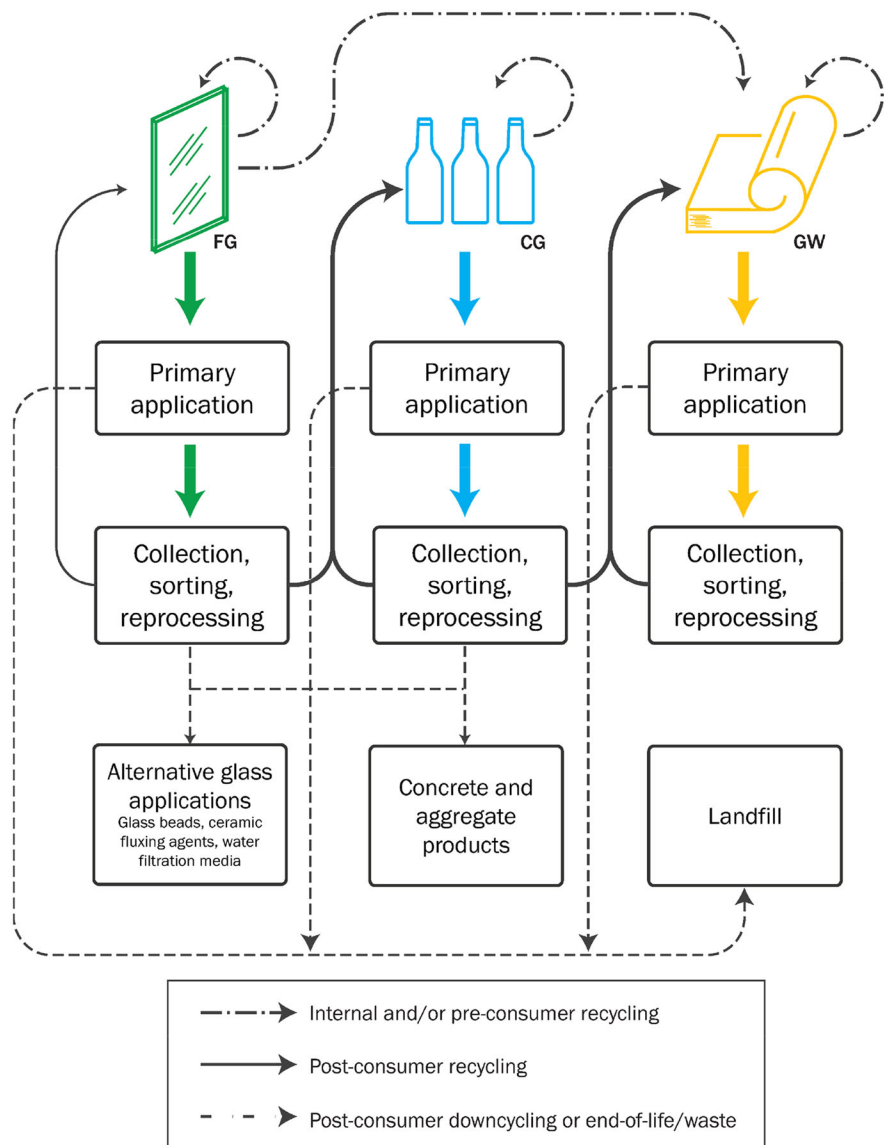 FG
CG
GW
Primary
application
Primary
application
Primary
application
Collection,
sorting,
reprocessing
Collection,
sorting,
reprocessing
Collection,
sorting,
reprocessing
Alternative glass
applications
Glass beads, ceramic
fluxing agents, water
filtration media
Concrete and
aggregate
products
Landfill
Internal and/or pre-consumer recycling
Post-consumer recycling
Post-consumer downcycling or end-of-life/waste